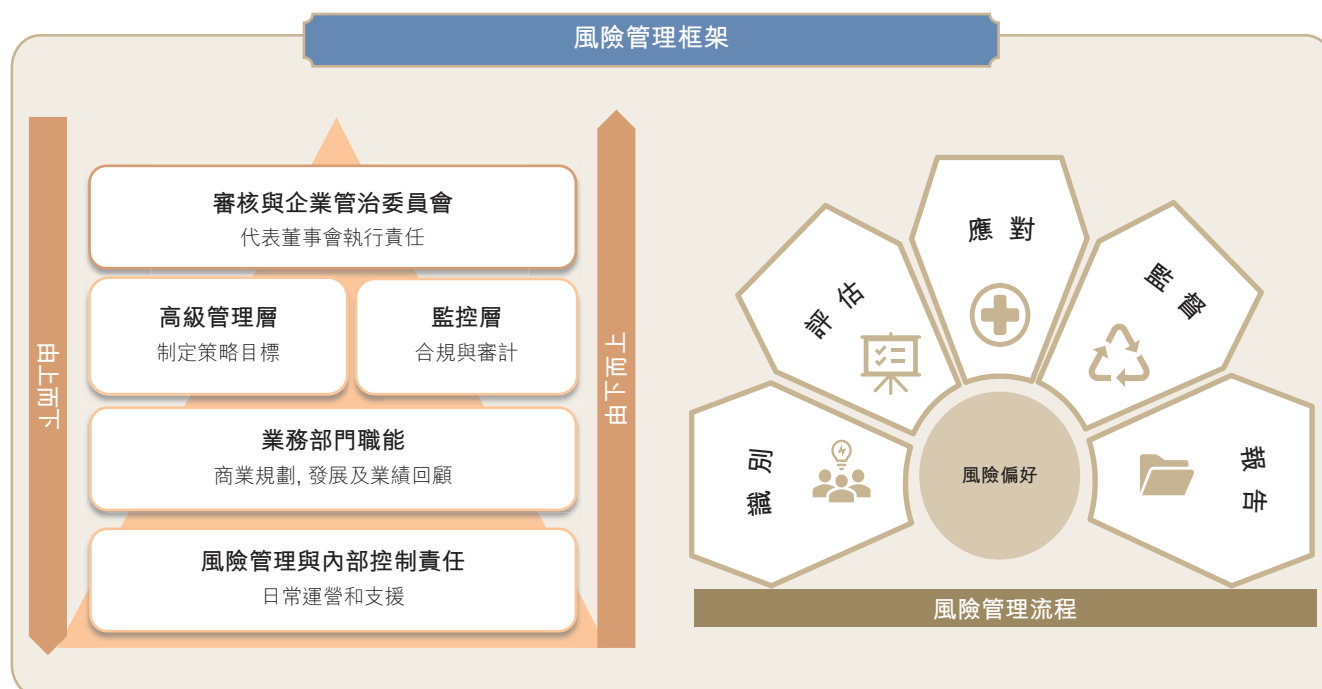 風險管理框架
由上而下
審核與企業管治委員會
代表董事會執行責任
高級管理層
制定策略目標
監控層
合規與審計
業務部門職能
商業規劃, 發展及業績回顧
風險管理與內部控制責任
日常運營和支援
由下而上
識別
評估
應對
監督
報告
風險偏好
風險管理流程